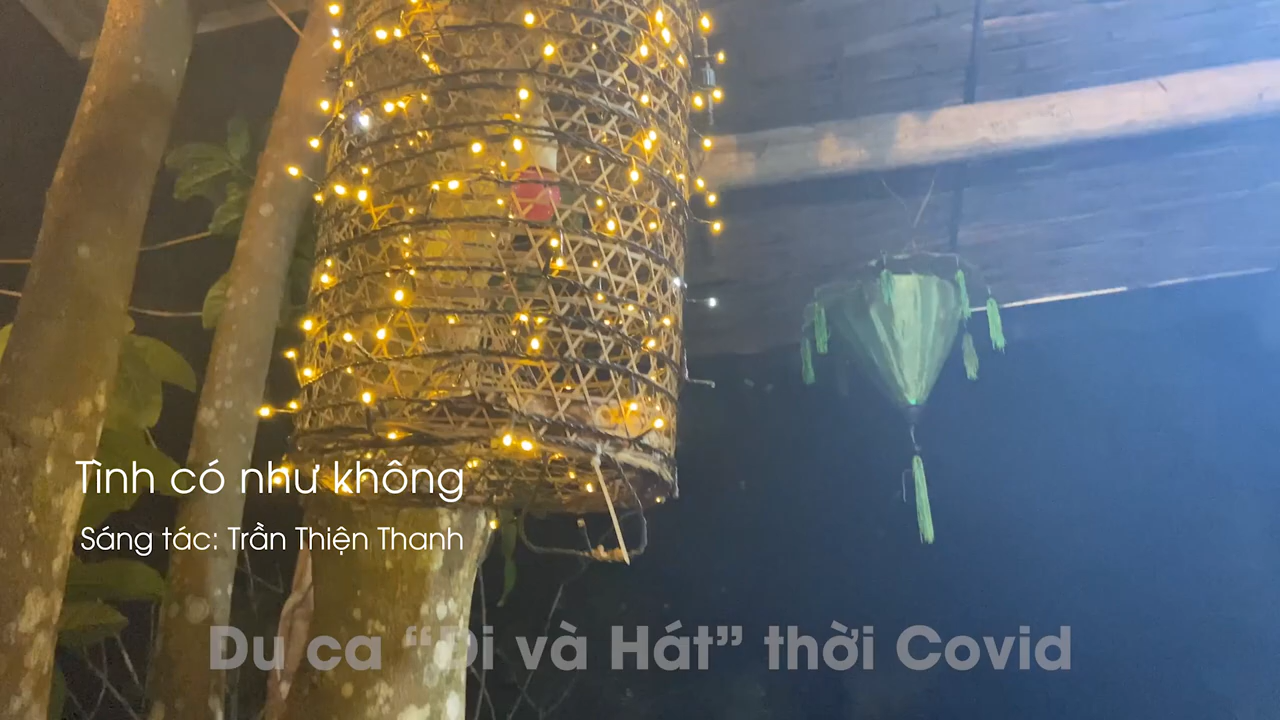 Tình có như không
Sáng tác: Trần Thiện Thanh
Du ca “Đi và Hát” thời Covid